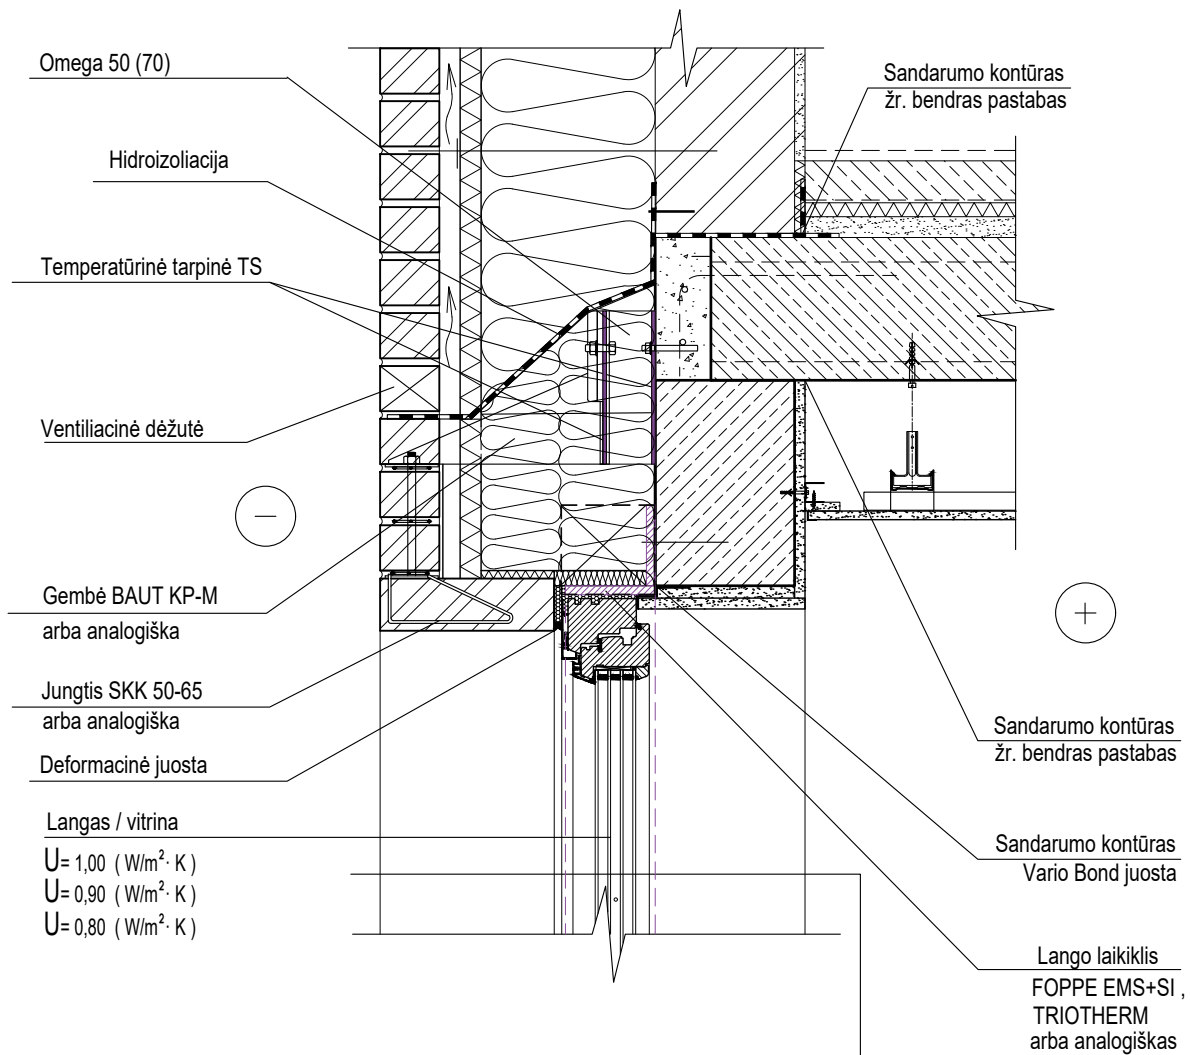 Omega 50 (70)
Hidroizoliacija
Temperatūrinė tarpinė TS
Ventiliacinė dėžutė
Gembė BAUT KP-M
arba analogiška
Jungtis SKK 50-65
arba analogiška
Deformacinė juosta
Langas / vitrina
U= 1,00 ( W/m²· K )
U= 0,90 ( W/m²· K )
U= 0,80 ( W/m²· K )
Sandarumo kontūras
žr. bendras pastabas
Sandarumo kontūras
žr. bendras pastabas
Sandarumo kontūras
Vario Bond juosta
Lango laikiklis
FOPPE EMS+SI ,
TRIOTHERM
arba analogiškas